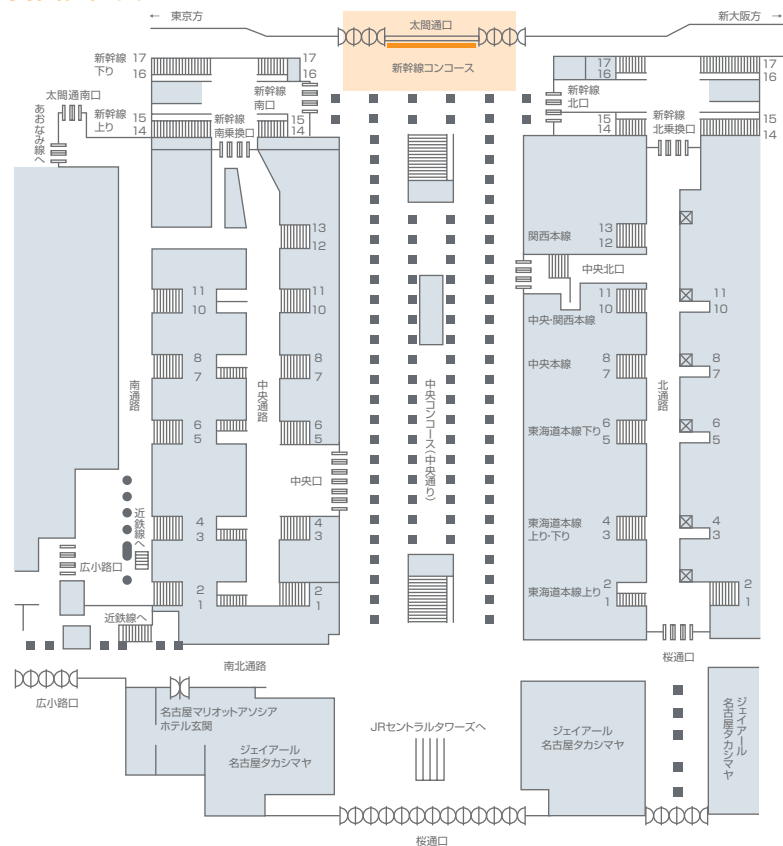 ← 東京方
太閤通口
新大阪方 →
新幹線コンコース
新幹線
下り
17
16
17
16
太閤通南口
新幹線
上り
15
14
15
14
新幹線
南口
新幹線
南乗換口
あおなみ線へ
17
16
17
16
新幹線
北口
15
14
15
14
新幹線
北乗換口
13
12
関西本線
13
12
中央北口
11
10
11
10
中央・関西本線
11
10
11
10
8
7
8
7
中央本線
8
7
8
7
南通路
中央通路
中央コンコース(中央通り)
北通路
6
5
6
5
東海道本線下り
6
5
6
5
中央口
近鉄線へ
4
3
4
3
東海道本線
上り・下り
4
3
4
3
広小路口
2
1
2
1
東海道本線上り
2
1
2
1
近鉄線へ
南北通路
桜通口
広小路口
名古屋マリオットアソシア
ホテル玄関
ジェイアール
名古屋タカシマヤ
JRセントラルタワーズへ
ジェイアール
名古屋タカシマヤ
ジェイアール
名古屋タカシマヤ
桜通口